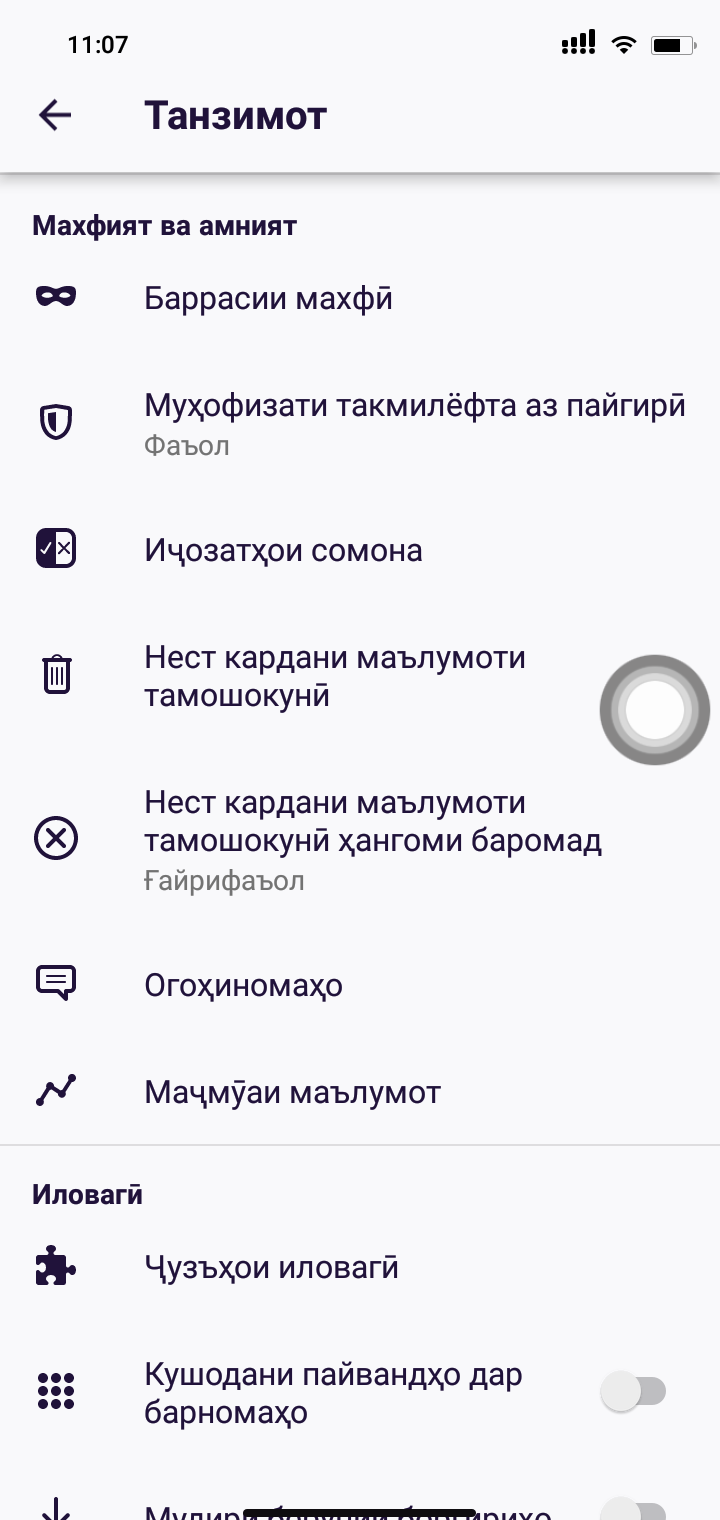 11:07
Танзимот
Махфият ва амният
Баррасии махфӣ
Муҳофизати такмилёфта аз пайгирӣ
Фаъол
Иҷозатҳои сомона
Нест кардани маълумоти
тамошокунӣ
Нест кардани маълумоти
тамошокунӣ ҳангоми баромад
Ғайрифаъол
Огоҳиномаҳо
Маҷмӯаи маълумот
Иловагӣ
Ҷузъҳои иловагӣ
Кушодани пайвандҳо дар
барномаҳо